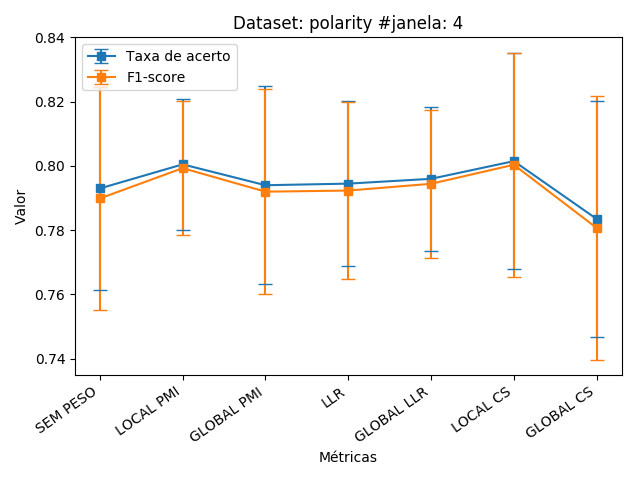 Dataset: polarity #janela: 4
Taxa de acerto
F1-score
0.84
0.82
0.80
0.78
0.76
0.74
Valor
SEM PESO
LOCAL PMI
GLOBAL PMI
LLR
GLOBAL LLR
LOCAL CS
GLOBAL CS
Métricas